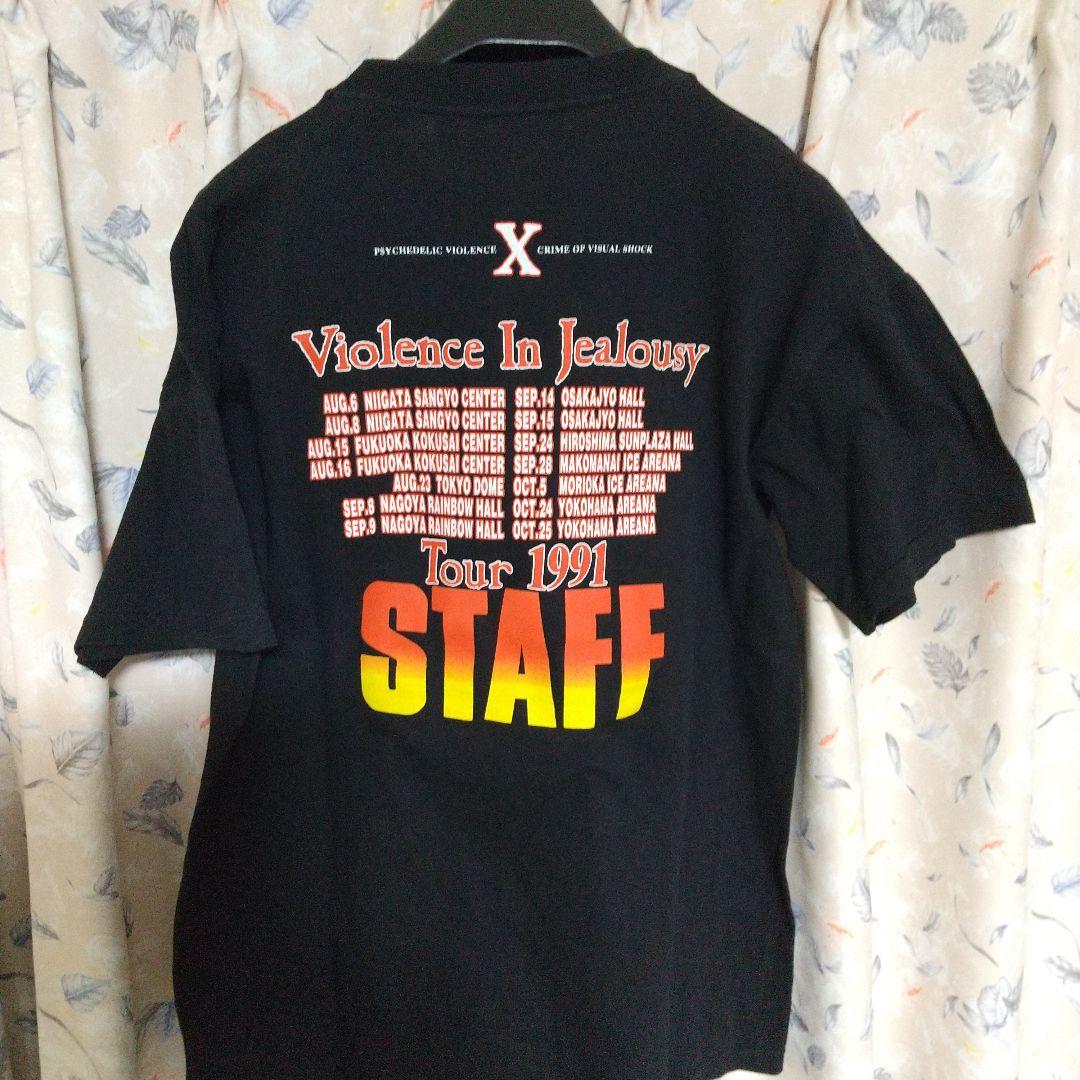 PSYCHEDELIC VIOLENCE X CRIME OF VISUAL SHOCK
Violence In Jealousy
AUG.6 NIIGATA SANGYO CENTER SEP.14 OSAKAJYO HALL
AUG.8 NIIGATA SANGYO CENTER SEP.15 OSAKAJYO HALL
AUG.15 FUKUOKA KOKUSAI CENTER SEP.24 HIROSHIMA SUNPLAZA HALL
AUG.16 FUKUOKA KOKUSAI CENTER SEP.28 MAKOMANAI ICE AREANA
AUG.23 TOKYO DOME OCT.5 MORIOKA ICE AREANA
SEP.8 NAGOYA RAINBOW HALL OCT.24 YOKOHAMA AREANA
SEP.9 NAGOYA RAINBOW HALL OCT.25 YOKOHAMA AREANA
Tour 1991
STAFF